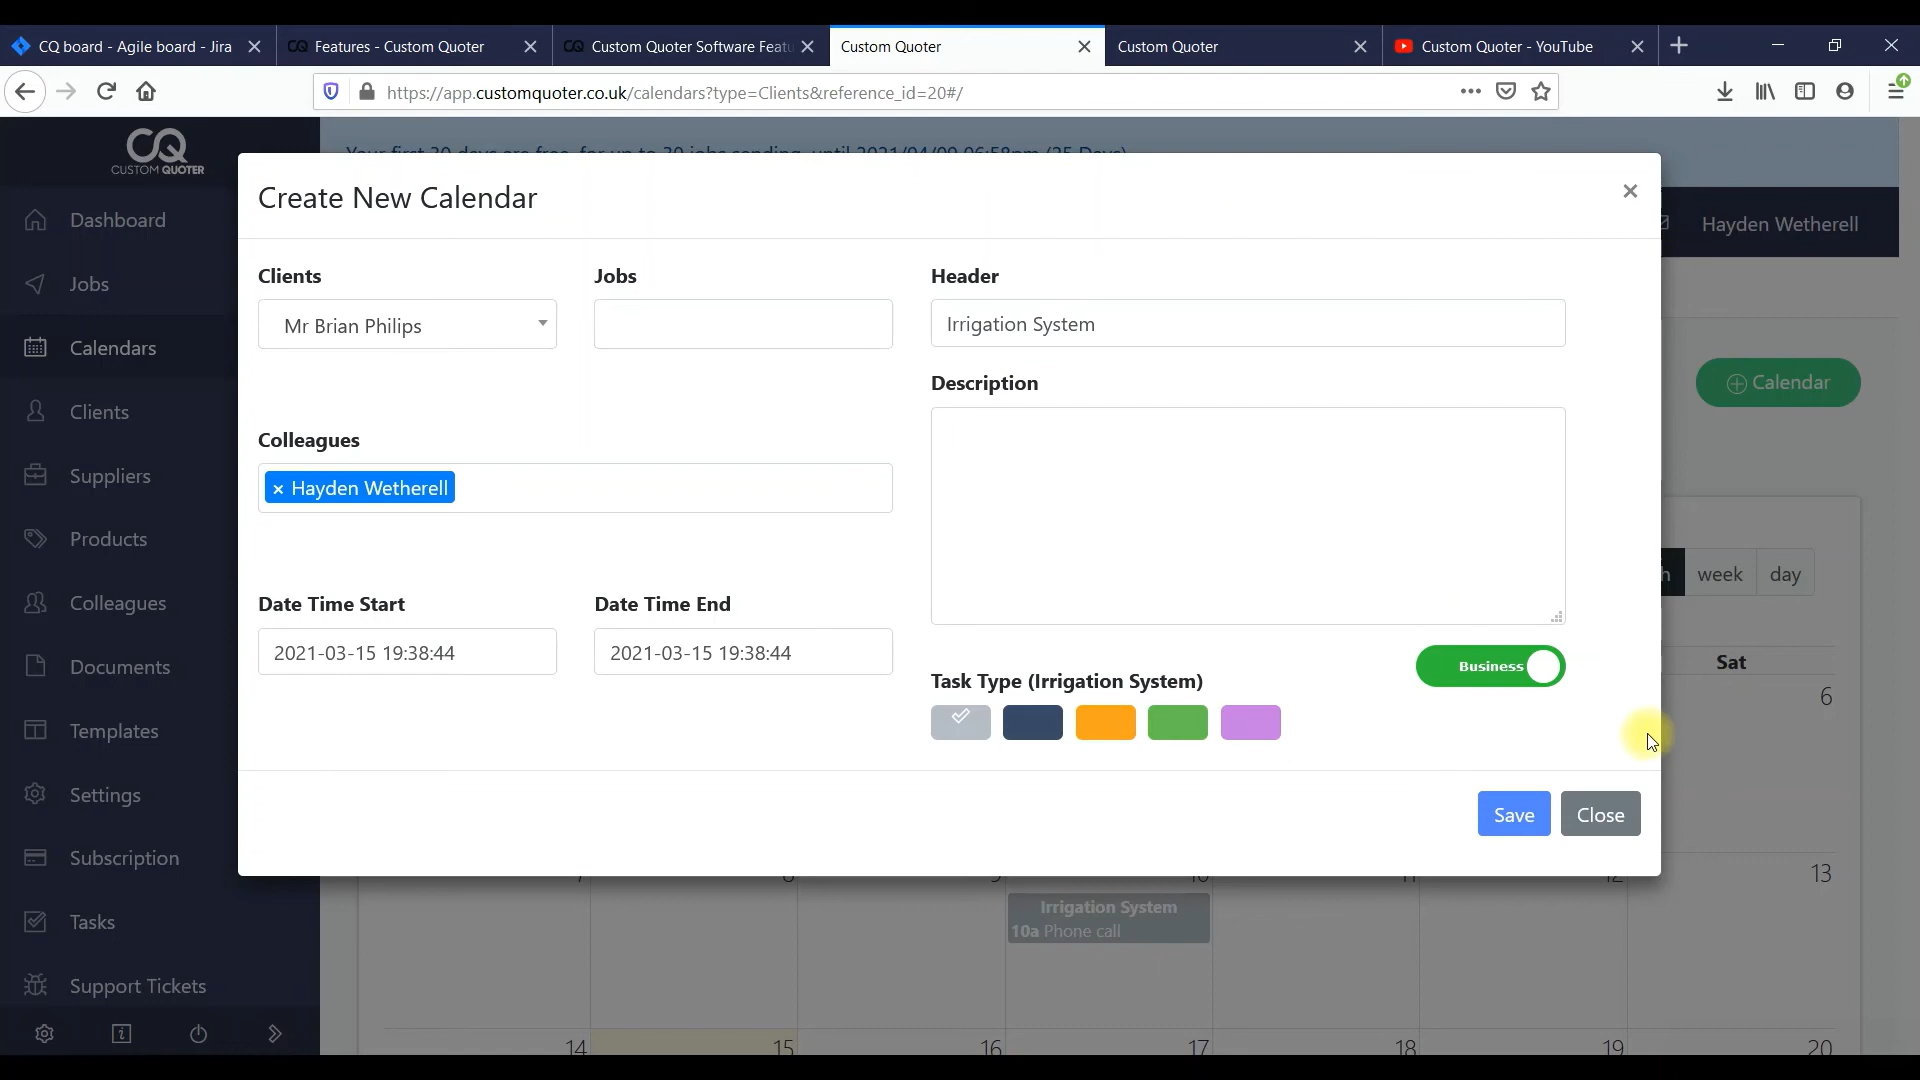 CQ board - Agile board - Jira
Features - Custom Quoter
Custom Quoter Software Featu
Custom Quoter
Custom Quoter
Custom Quoter - YouTube
https://app.customquoter.co.uk/calendars?type=Clients&reference_id=20#/
CQ
CUSTOM QUOTER
Your first 30 days are free, for up to 30 jobs sending, until 2021/04/09 06:58pm (25 Days)
Hayden Wetherell
Dashboard
Jobs
Calendars
Clients
Suppliers
Products
Colleagues
Documents
Templates
Settings
Subscription
Tasks
Support Tickets
Create New Calendar
×
Clients
Jobs
Header
Mr Brian Philips
Irrigation System
Description
Colleagues
× Hayden Wetherell
Date Time Start
Date Time End
2021-03-15 19:38:44
2021-03-15 19:38:44
Task Type (Irrigation System)
Business
Save
Close
Calendar
h
week
day
Sat
6
7
8
9
10
11
12
13
Irrigation System
10a Phone call
14
15
16
17
18
19
20